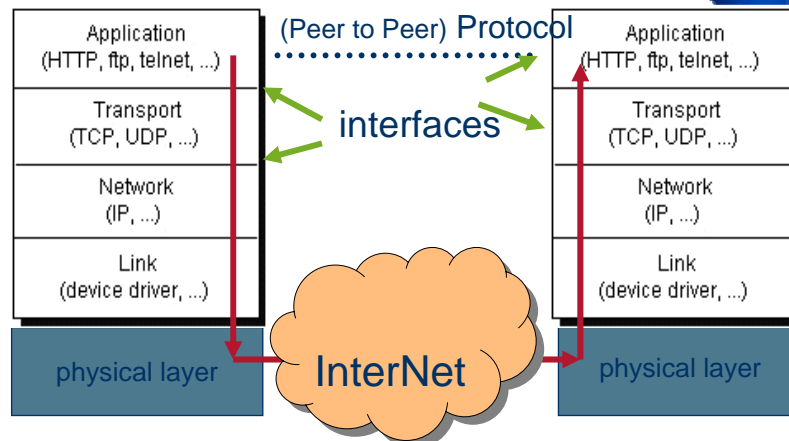 Application
(HTTP, ftp, telnet, ...)
Transport
(TCP, UDP, ...)
Network
(IP, ...)
Link
(device driver, ...)
physical layer
(Peer to Peer) Protocol
interfaces
InterNet
Application
(HTTP, ftp, telnet, ...)
Transport
(TCP, UDP, ...)
Network
(IP, ...)
Link
(device driver, ...)
physical layer